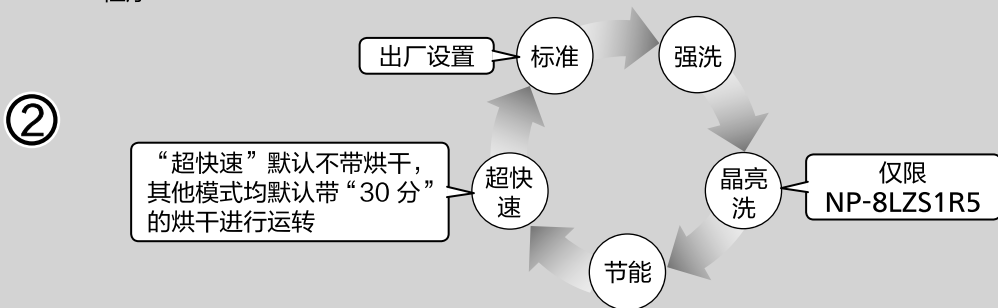 ②
出厂设置
标准
强洗
晶亮
洗
仅限
NP-8LZS1R5
节能
超快
速
“超快速”默认不带烘干，
其他模式均默认带“30 分”
的烘干进行运转